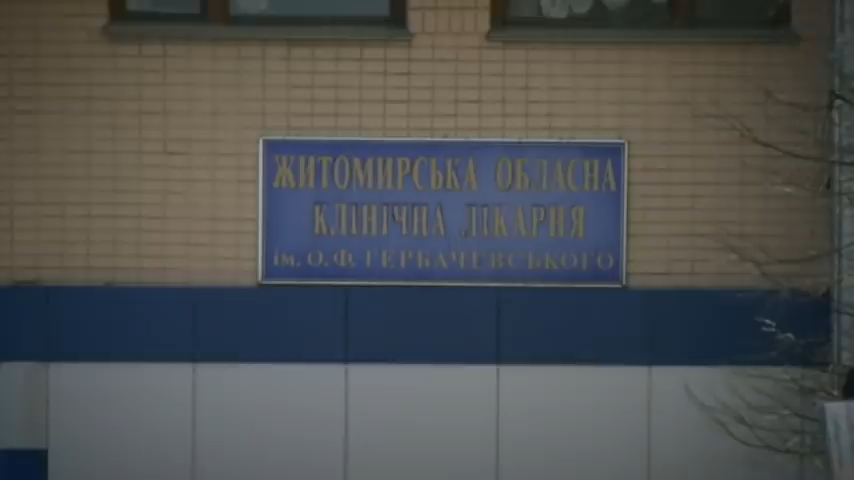 ЖИТОМИРСЬКА ОБЛАСНА
КЛІНІЧНА ЛІКАРНЯ
ім. О.Ф. ГЕРБАЧЕВСЬКОГО